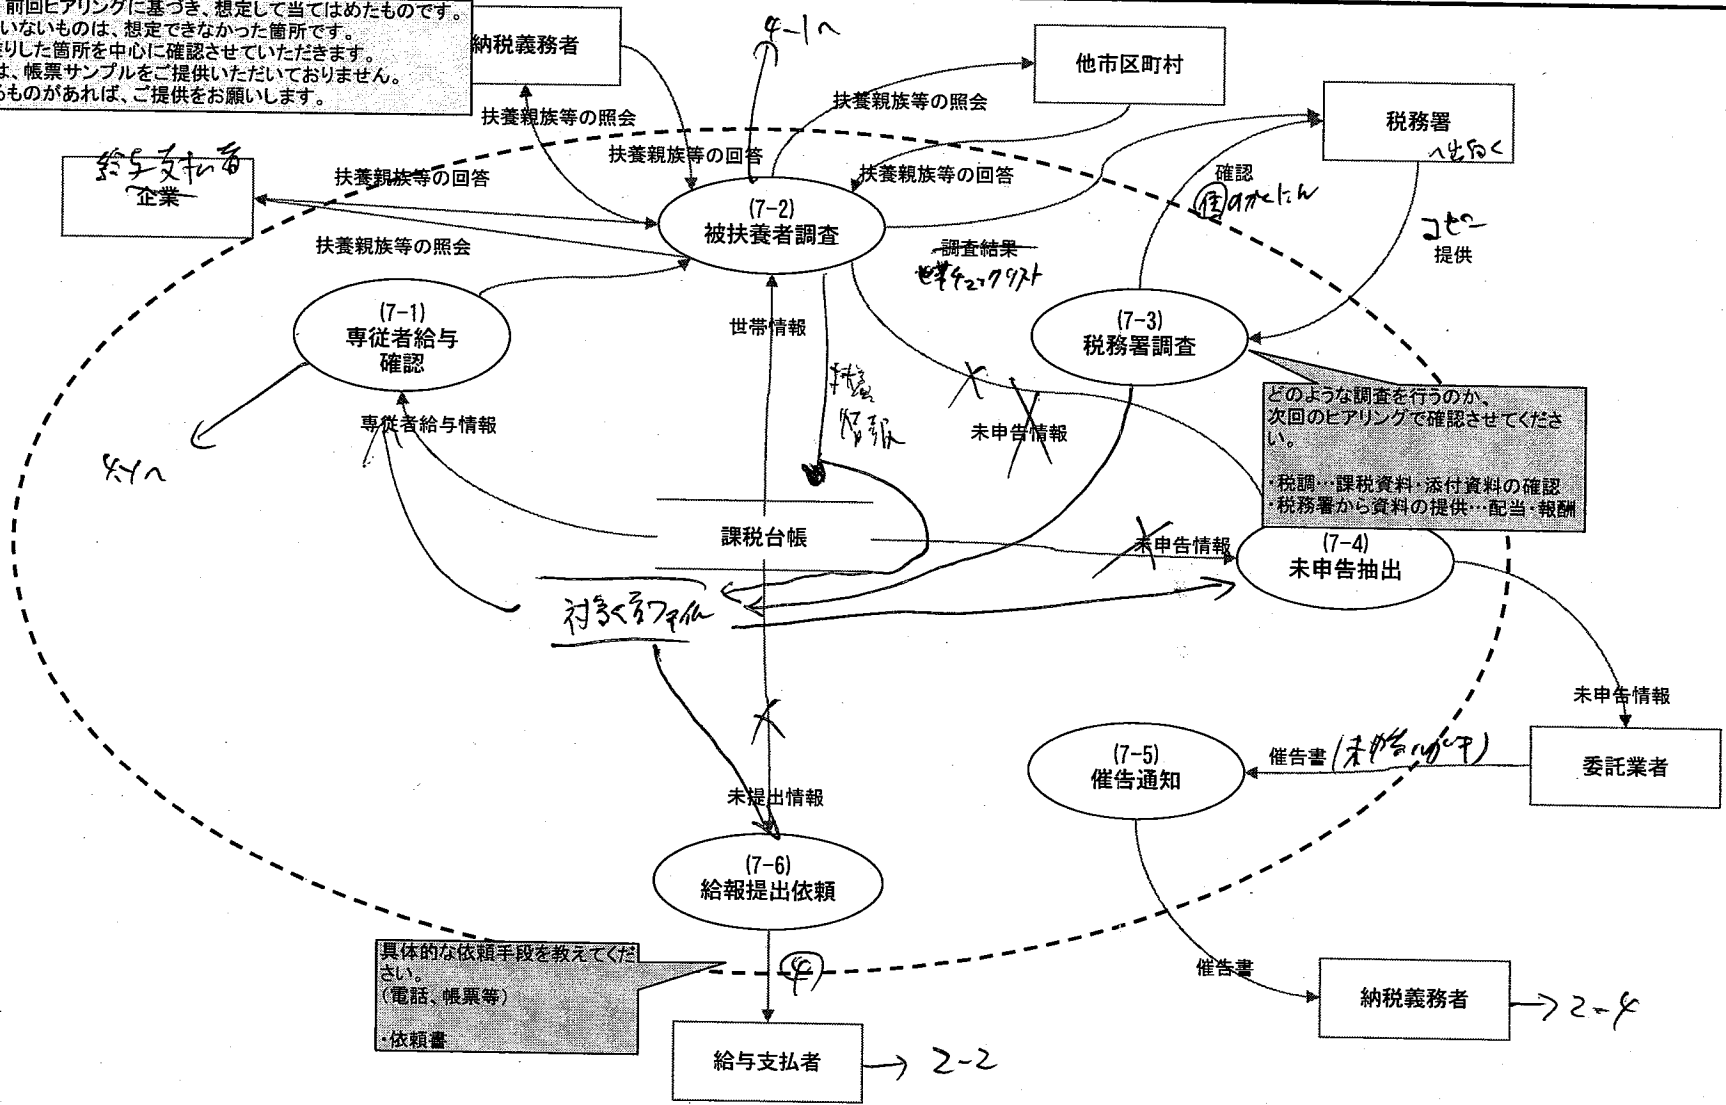 前回ヒアリングに基づき、想定して当てはめたものです。
いないものは、想定できなかった箇所です。
りした箇所を中心に確認させていただきます。
は、帳票サンプルをご提供いただいておりません。
るものがあれば、ご提供をお願いします。
納税義務者
4-1へ
他市区町村
税務署
へ出向く
扶養親族等の照会
扶養親族等の照会
扶養親族等の回答
扶養親族等の回答
扶養親族等の回答
給与支払者
企業
扶養親族等の照会
(7-2)
被扶養者調査
確認
コピー
提供
調査結果
世帯チェックリスト
(7-1)
専従者給与
確認
世帯情報
(7-3)
税務署調査
扶養
情報
専従者給与情報
4-1へ
未申告情報
どのような調査を行うのか、
次回のヒアリングで確認させてくださ
い。
・税調…課税資料・添付資料の確認
・税務署から資料の提供…配当・報酬
課税台帳
未申告情報
(7-4)
未申告抽出
対象者ファイル
未申告情報
(7-5)
催告通知
催告書
委託業者
未提出情報
(7-6)
給報提出依頼
具体的な依頼手段を教えてくだ
さい。
（電話、帳票等）
・依頼書
④
催告書
納税義務者
2-4
給与支払者
2-2